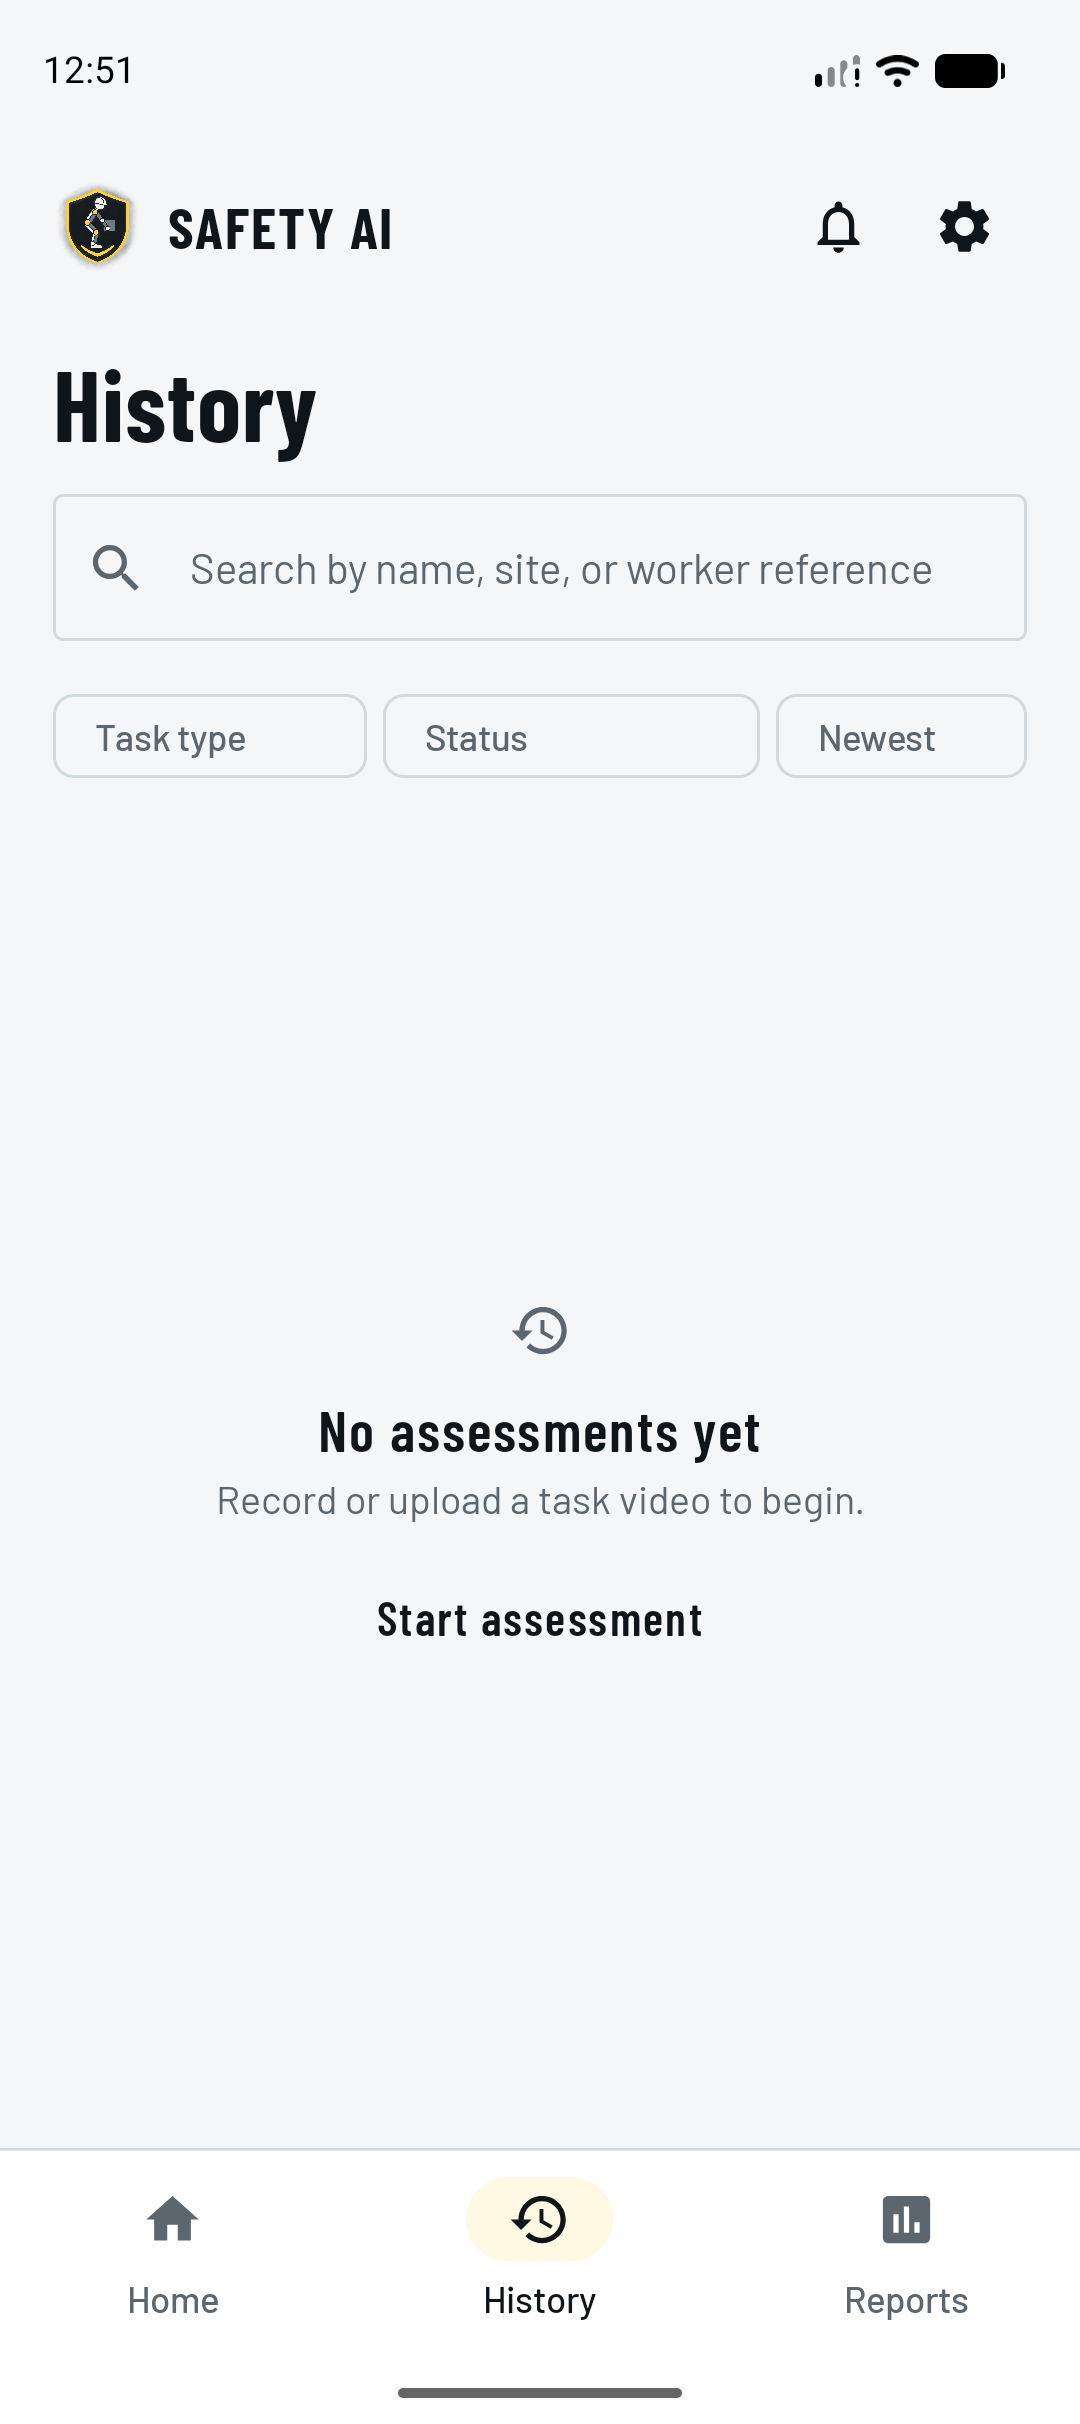 12:51
SAFETY AI
History
Search by name, site, or worker reference
Task type
Status
Newest
No assessments yet
Record or upload a task video to begin.
Start assessment
Home
History
Reports